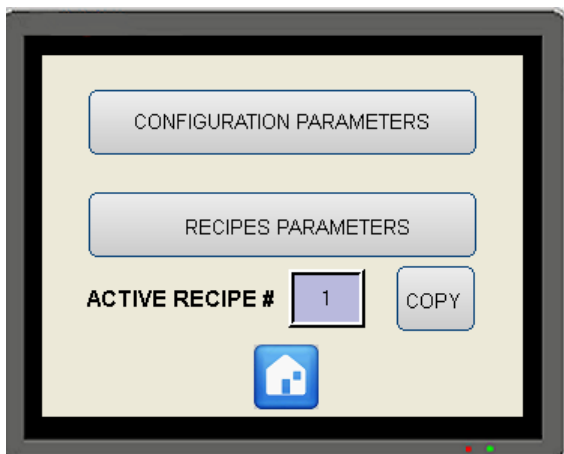 CONFIGURATION PARAMETERS
RECIPES PARAMETERS
ACTIVE RECIPE # 1 COPY